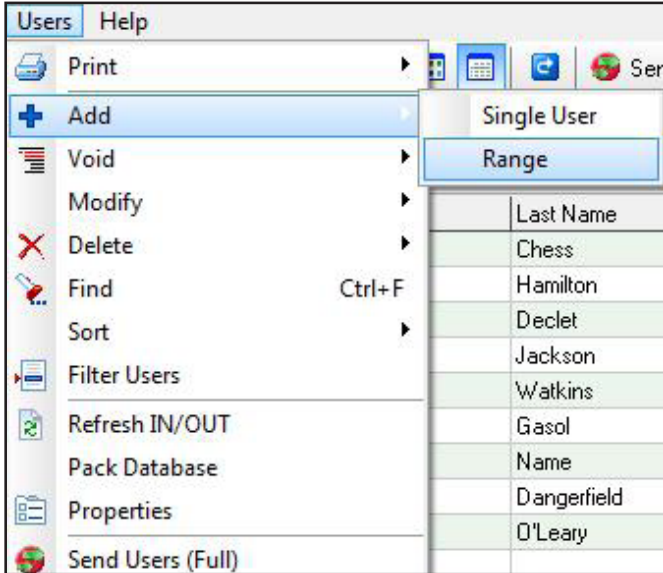 Users Help
Print
Add
Void
Modify
Delete
Find Ctrl+F
Sort
Filter Users
Refresh IN/OUT
Pack Database
Properties
Send Users (Full)
Single User
Range
Last Name
Chess
Hamilton
Declet
Jackson
Watkins
Gasol
Name
Dangerfield
O'Leary